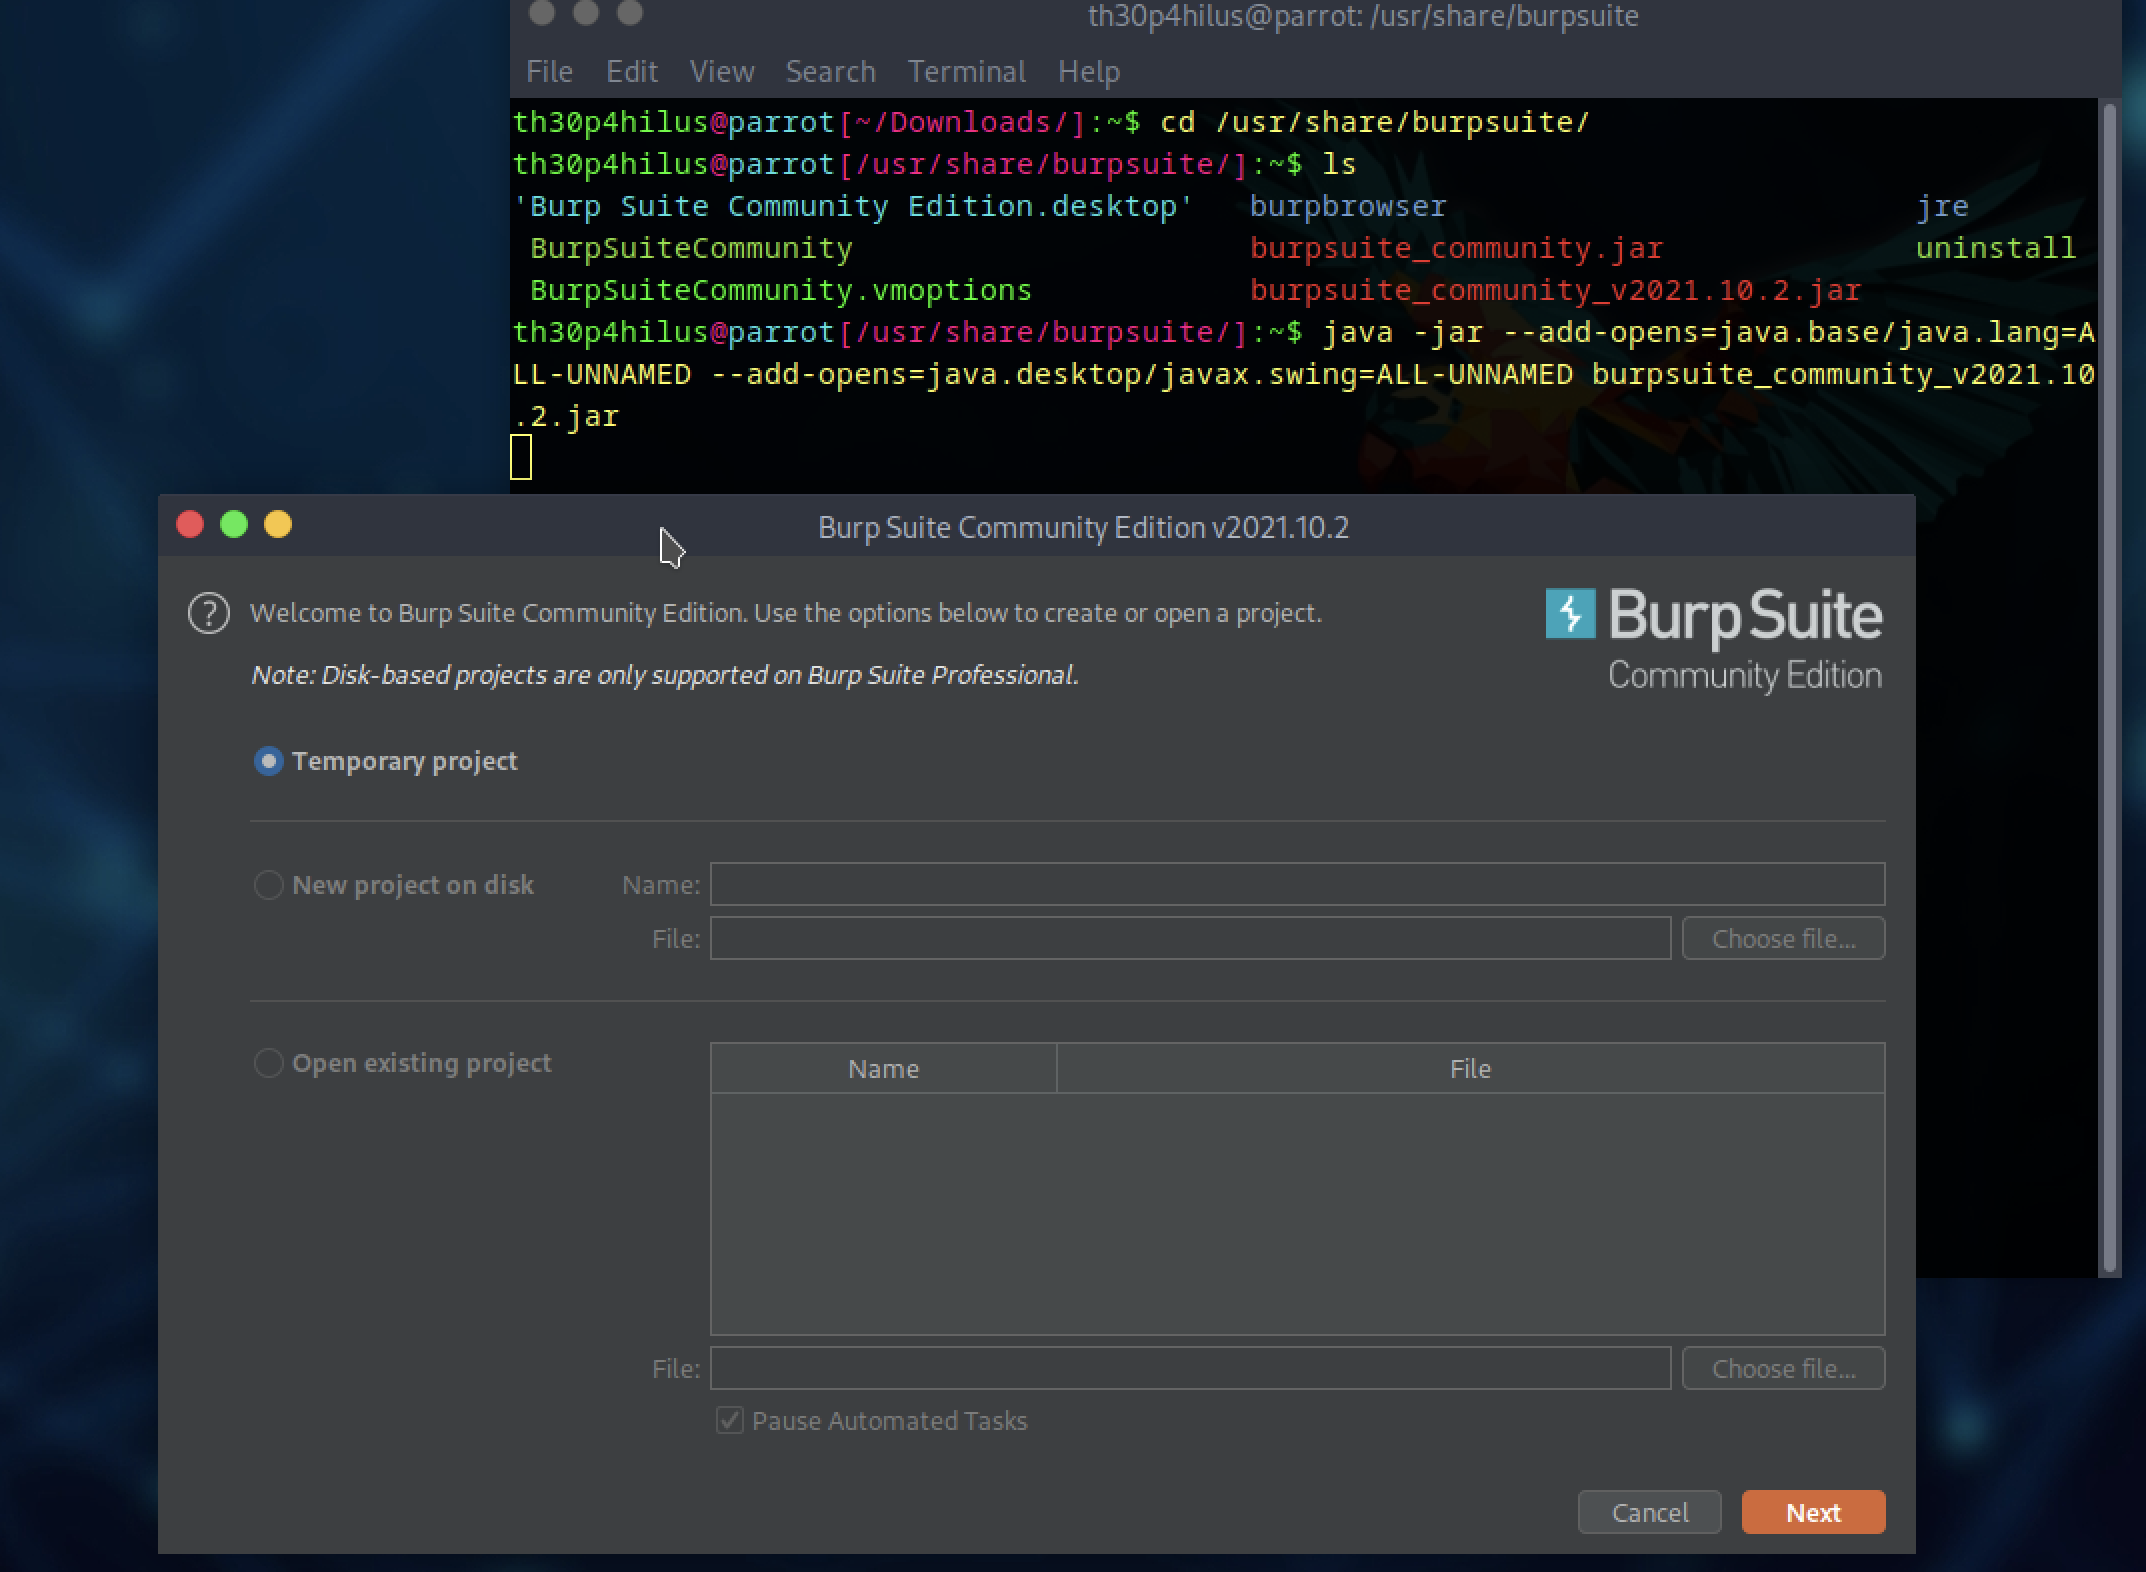 th30p4hilus@parrot: /usr/share/burpsuite
File Edit View Search Terminal Help
th30p4hilus@parrot[~/Downloads/]:~$ cd /usr/share/burpsuite/
th30p4hilus@parrot[/usr/share/burpsuite/]:~$ ls
'Burp Suite Community Edition.desktop' burpbrowser jre
BurpSuiteCommunity burpsuite_community.jar uninstall
BurpSuiteCommunity.vmoptions burpsuite_community_v2021.10.2.jar
th30p4hilus@parrot[/usr/share/burpsuite/]:~$ java -jar --add-opens=java.base/java.lang=A
LL-UNNAMED --add-opens=java.desktop/javax.swing=ALL-UNNAMED burpsuite_community_v2021.10
.2.jar
Burp Suite Community Edition v2021.10.2
? Welcome to Burp Suite Community Edition. Use the options below to create or open a project.
Burp Suite
Community Edition
Note: Disk-based projects are only supported on Burp Suite Professional.
Temporary project
New project on disk Name:
File: Choose file...
Open existing project Name File
File: Choose file...
Pause Automated Tasks
Cancel Next